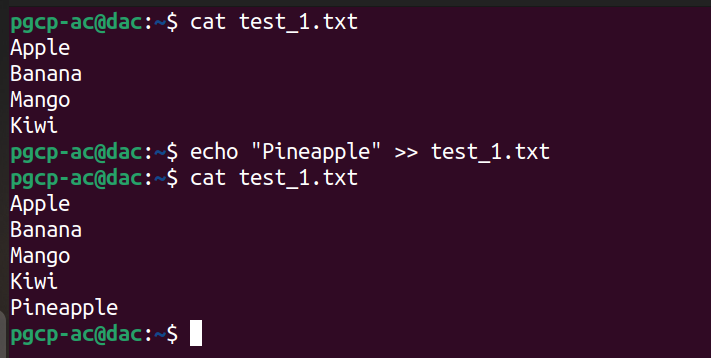 pgcp-ac@dac:~$ cat test_1.txt
Apple
Banana
Mango
Kiwi
pgcp-ac@dac:~$ echo "Pineapple" >> test_1.txt
pgcp-ac@dac:~$ cat test_1.txt
Apple
Banana
Mango
Kiwi
Pineapple
pgcp-ac@dac:~$